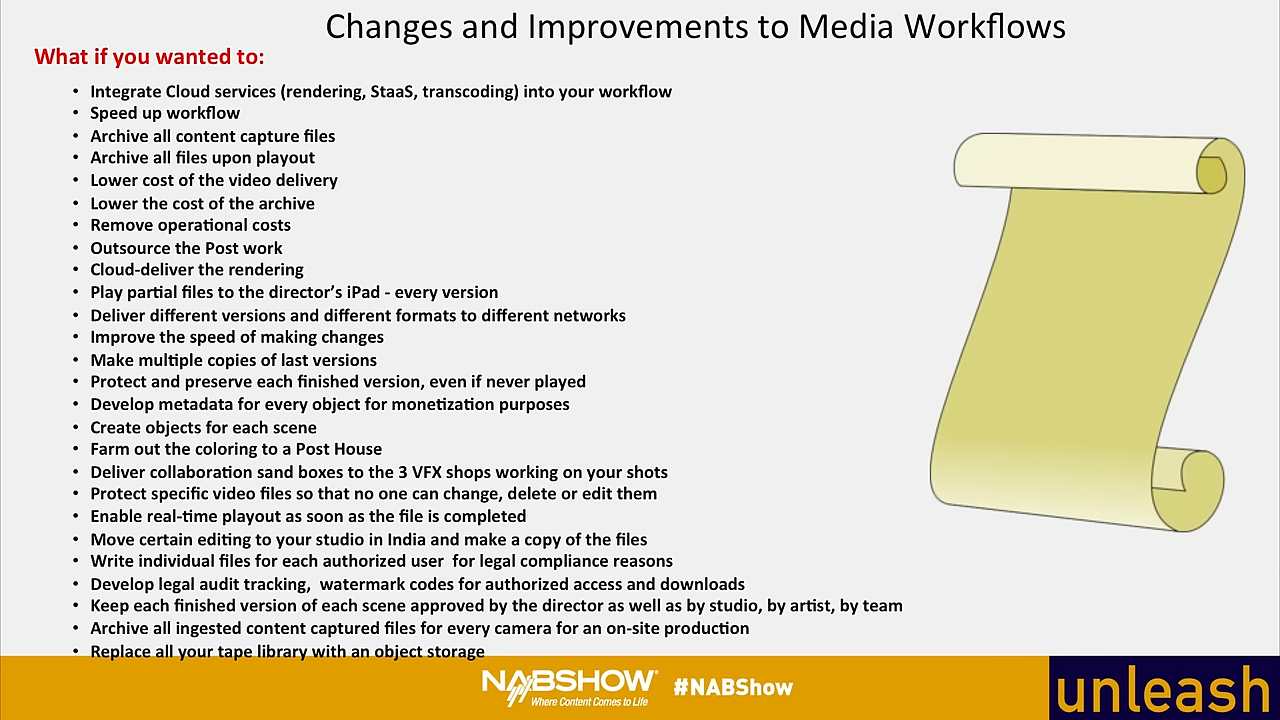 Changes and Improvements to Media Workflows
What if you wanted to:
• Integrate Cloud services (rendering, StaaS, transcoding) into your workflow
• Speed up workflow
• Archive all content capture files
• Archive all files upon playout
• Lower cost of the video delivery
• Lower the cost of the archive
• Remove operational costs
• Outsource the Post work
• Cloud-deliver the rendering
• Play partial files to the director's iPad - every version
• Deliver different versions and different formats to different networks
• Improve the speed of making changes
• Make multiple copies of last versions
• Protect and preserve each finished version, even if never played
• Develop metadata for every object for monetization purposes
• Create objects for each scene
• Farm out the coloring to a Post House
• Deliver collaboration sand boxes to the 3 VFX shops working on your shots
• Protect specific video files so that no one can change, delete or edit them
• Enable real-time playout as soon as the file is completed
• Move certain editing to your studio in India and make a copy of the files
• Write individual files for each authorized user  for legal compliance reasons
• Develop legal audit tracking,  watermark codes for authorized access and downloads
• Keep each finished version of each scene approved by the director as well as by studio, by artist, by team
• Archive all ingested content captured files for every camera for an on-site production
• Replace all your tape library with an object storage
NABSHOW
Where Content Comes to Life
#NABShow
unleash